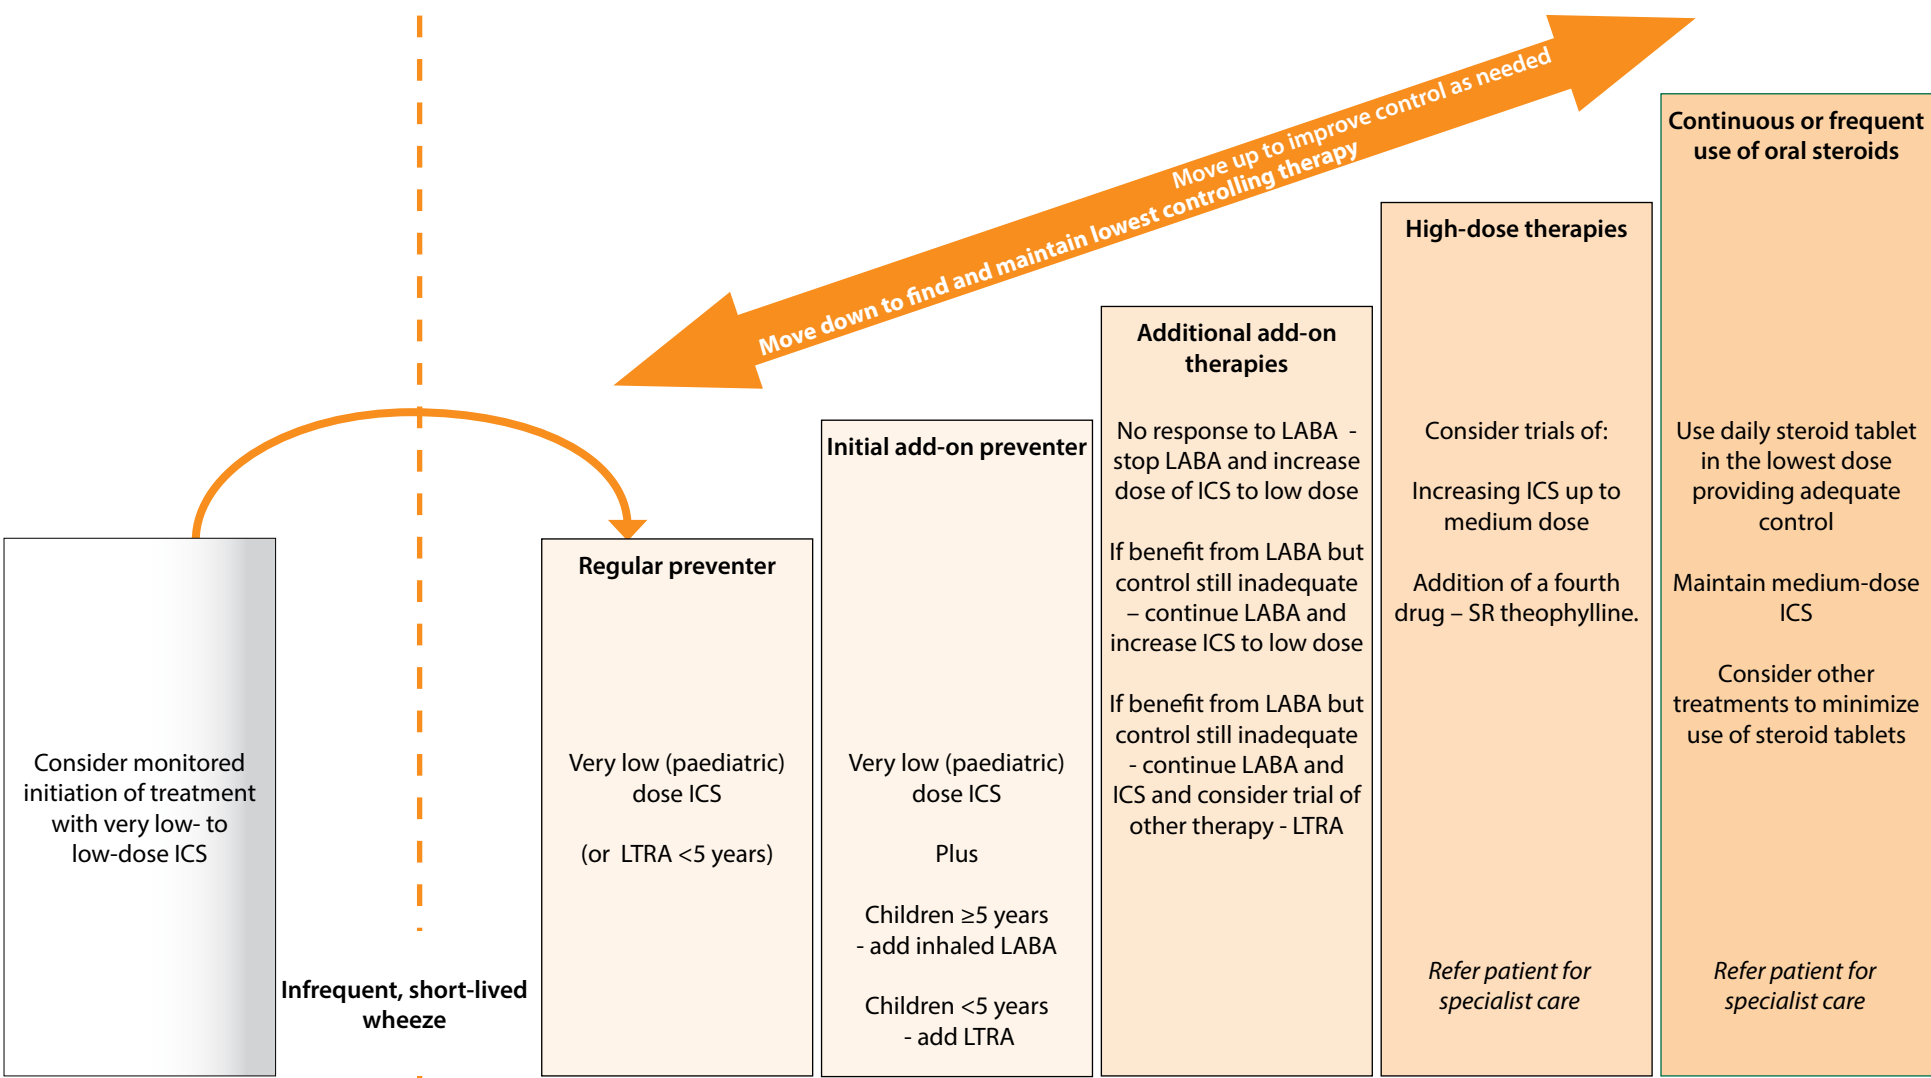 Move up to improve control as needed
Move down to find and maintain lowest controlling therapy
Consider monitored
initiation of treatment
with very low- to
low-dose ICS
Infrequent, short-lived
wheeze
Regular preventer
Very low (paediatric)
dose ICS
(or LTRA <5 years)
Initial add-on preventer
Very low (paediatric)
dose ICS
Plus
Children ≥5 years
- add inhaled LABA
Children <5 years
- add LTRA
Additional add-on
therapies
No response to LABA -
stop LABA and increase
dose of ICS to low dose
If benefit from LABA but
control still inadequate
– continue LABA and
increase ICS to low dose
If benefit from LABA but
control still inadequate
- continue LABA and
ICS and consider trial of
other therapy - LTRA
High-dose therapies
Consider trials of:
Increasing ICS up to
medium dose
Addition of a fourth
drug – SR theophylline.
Refer patient for
specialist care
Continuous or frequent
use of oral steroids
Use daily steroid tablet
in the lowest dose
providing adequate
control
Maintain medium-dose
ICS
Consider other
treatments to minimize
use of steroid tablets
Refer patient for
specialist care